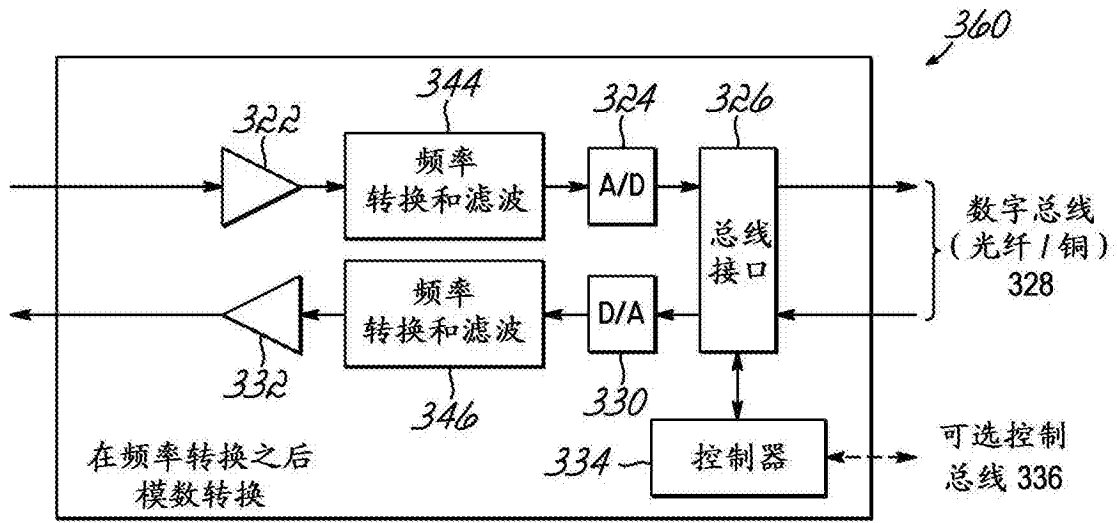 360
322
344
324
326
频率
转换和滤波
A/D
总线
接口
数字总线
(光纤/铜)
328
频率
转换和滤波
D/A
332
346
330
334
控制器
可选控制
总线 336
在频率转换之后
模数转换